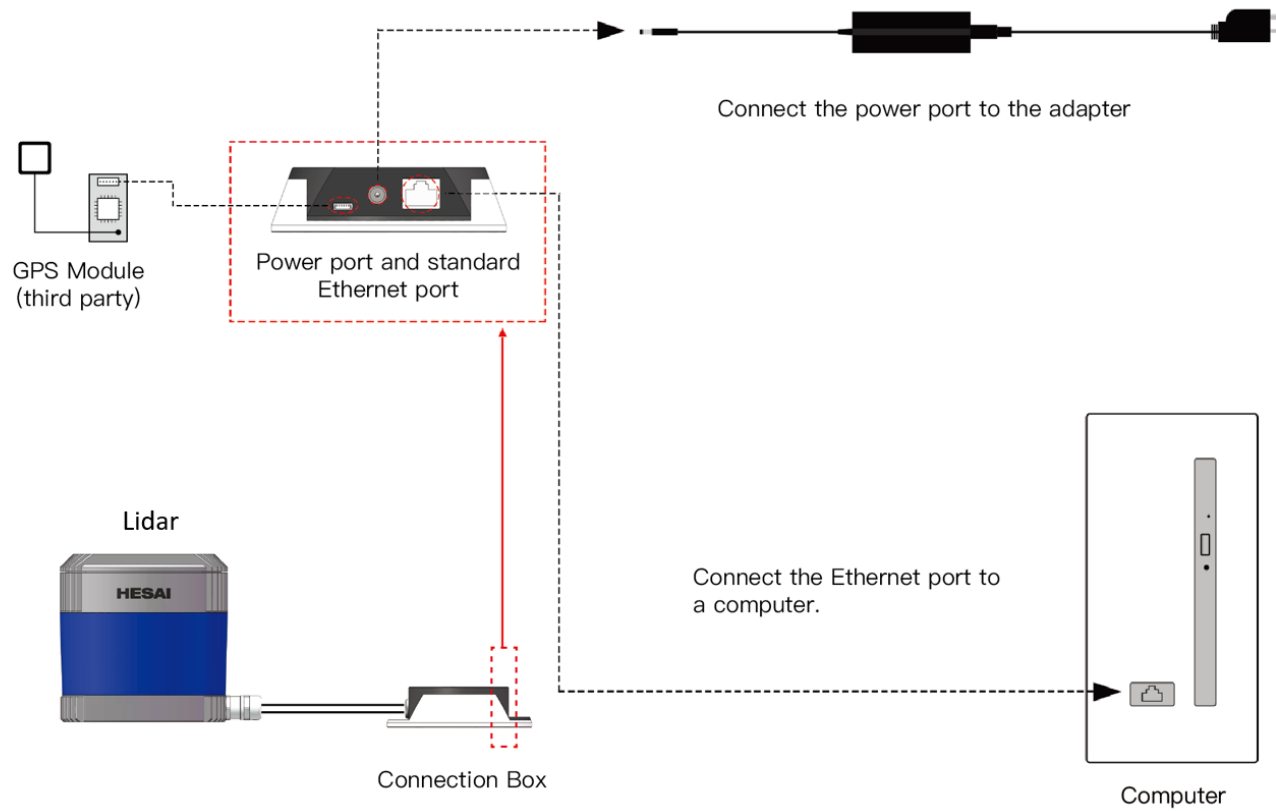 Connect the power port to the adapter
GPS Module
(third party)
Power port and standard
Ethernet port
Lidar
HESAI
Connect the Ethernet port to
a computer.
Connection Box
Computer